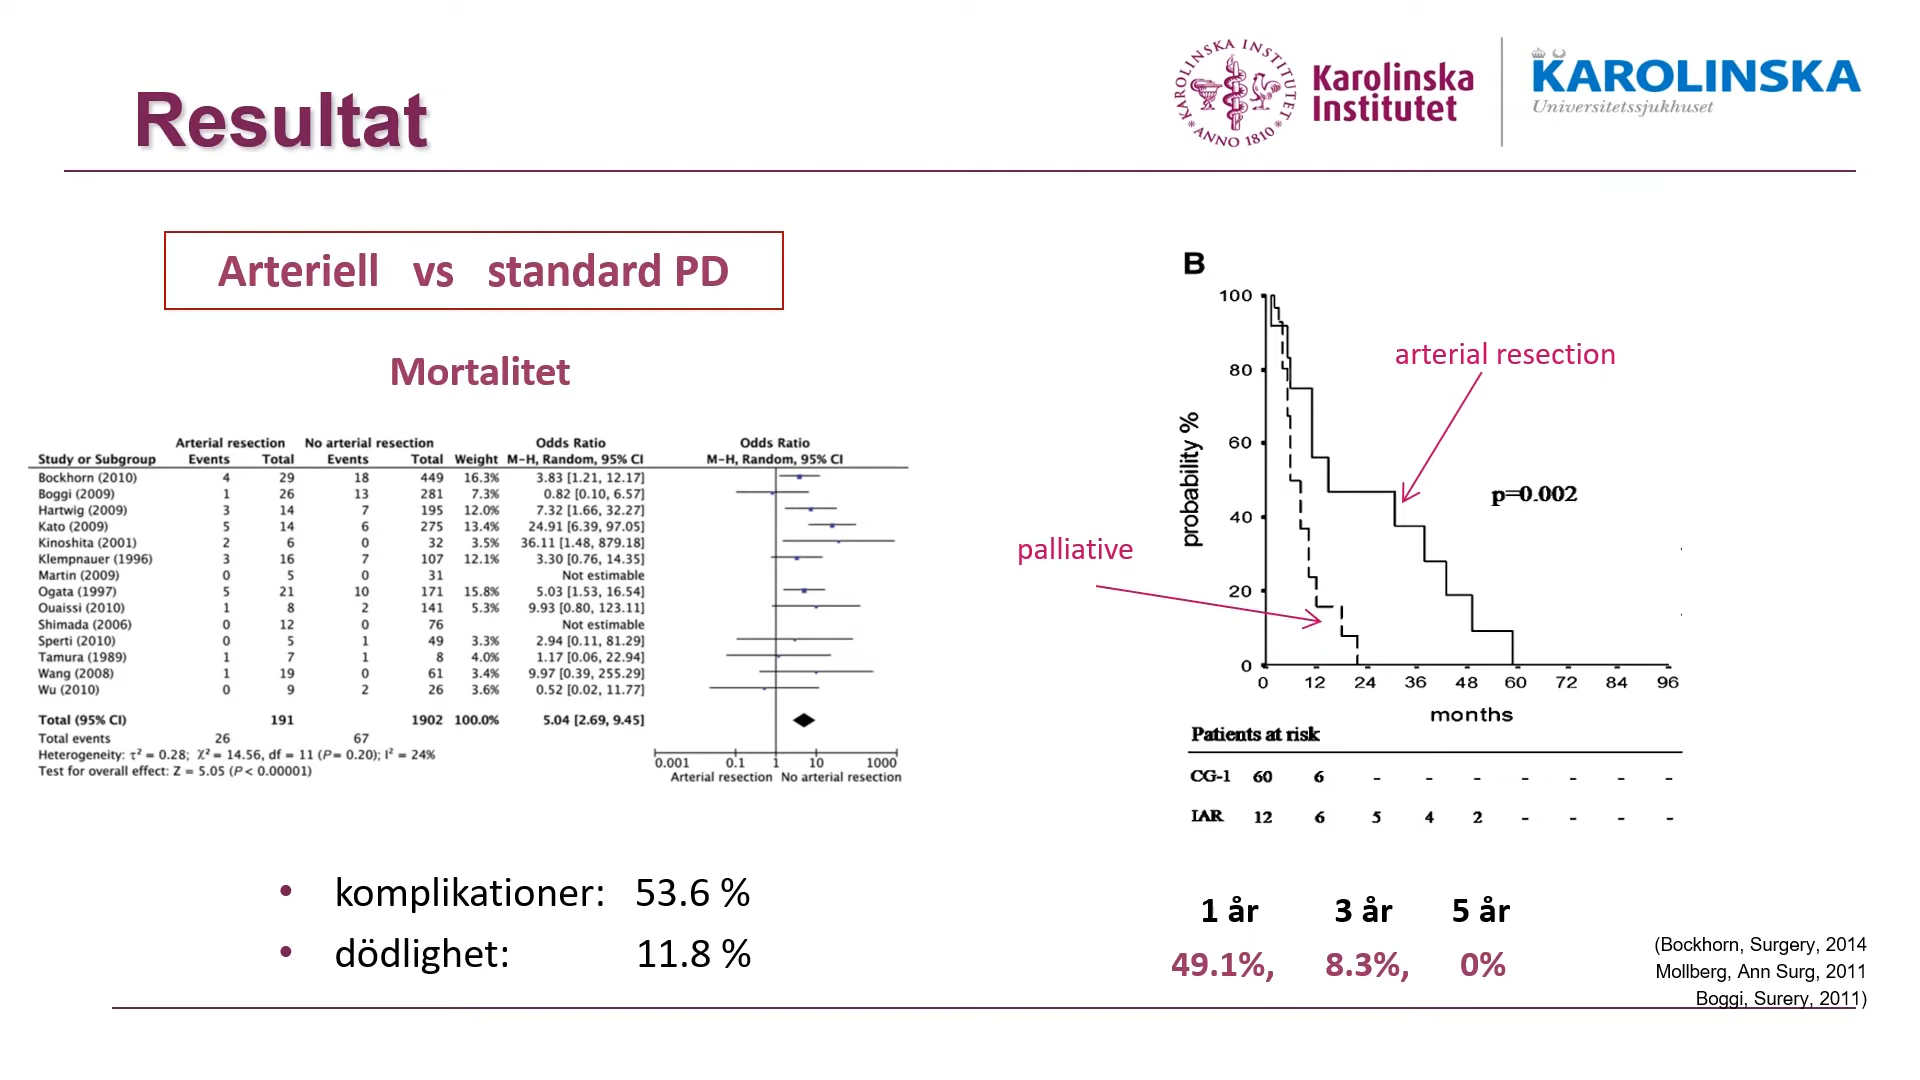 Resultat
KAROLINSKA INSTITUTET
ANNO 1810
Karolinska
Institutet
KAROLINSKA
Universitetssjukhuset
Arteriell vs standard PD
Mortalitet
Arterial resection No arterial resection Odds Ratio Odds Ratio
Study or Subgroup Events Total Events Total Weight M-H, Random, 95% CI M-H, Random, 95% CI
Bockhorn (2010) 4 29 18 449 16.3% 3.83 [1.21, 12.17]
Boggi (2009) 1 26 13 281 7.3% 0.82 [0.10, 6.57]
Hartwig (2009) 3 14 7 195 12.0% 7.32 [1.66, 32.27]
Kato (2009) 5 14 6 275 13.4% 24.91 [6.39, 97.05]
Kinoshita (2001) 2 6 0 32 3.5% 36.11 [1.48, 879.18]
Klempnauer (1996) 3 16 7 107 12.1% 3.30 [0.76, 14.35]
Martin (2009) 0 5 0 31 Not estimable
Ogata (1997) 5 21 10 171 15.8% 5.03 [1.53, 16.54]
Ouaissi (2010) 1 8 2 141 5.3% 9.93 [0.80, 123.11]
Shimada (2006) 0 12 0 76 Not estimable
Sperti (2010) 0 5 1 49 3.3% 2.94 [0.11, 81.29]
Tamura (1989) 1 7 1 8 4.0% 1.17 [0.06, 22.94]
Wang (2008) 1 19 0 61 3.4% 9.97 [0.39, 255.29]
Wu (2010) 0 9 2 26 3.6% 0.52 [0.02, 11.77]
Total (95% CI) 191 1902 100.0% 5.04 [2.69, 9.45]
Total events 26 67
Heterogeneity: τ² = 0.28; χ² = 14.56, df = 11 (P = 0.20); I² = 24%
Test for overall effect: Z = 5.05 (P < 0.00001)
0.001 0.1 1 10 1000
Arterial resection No arterial resection
• komplikationer: 53.6 %
• dödlighet: 11.8 %
B
probability %
100
80
60
40
20
0
0 12 24 36 48 60 72 84 96
months
arterial resection
p=0.002
palliative
Patients at risk
CG-1 60 6 - - - - - - -
IAR 12 6 5 4 2 - - - -
1 år 3 år 5 år
49.1%, 8.3%, 0%
(Bockhorn, Surgery, 2014
Mollberg, Ann Surg, 2011
Boggi, Surery, 2011)